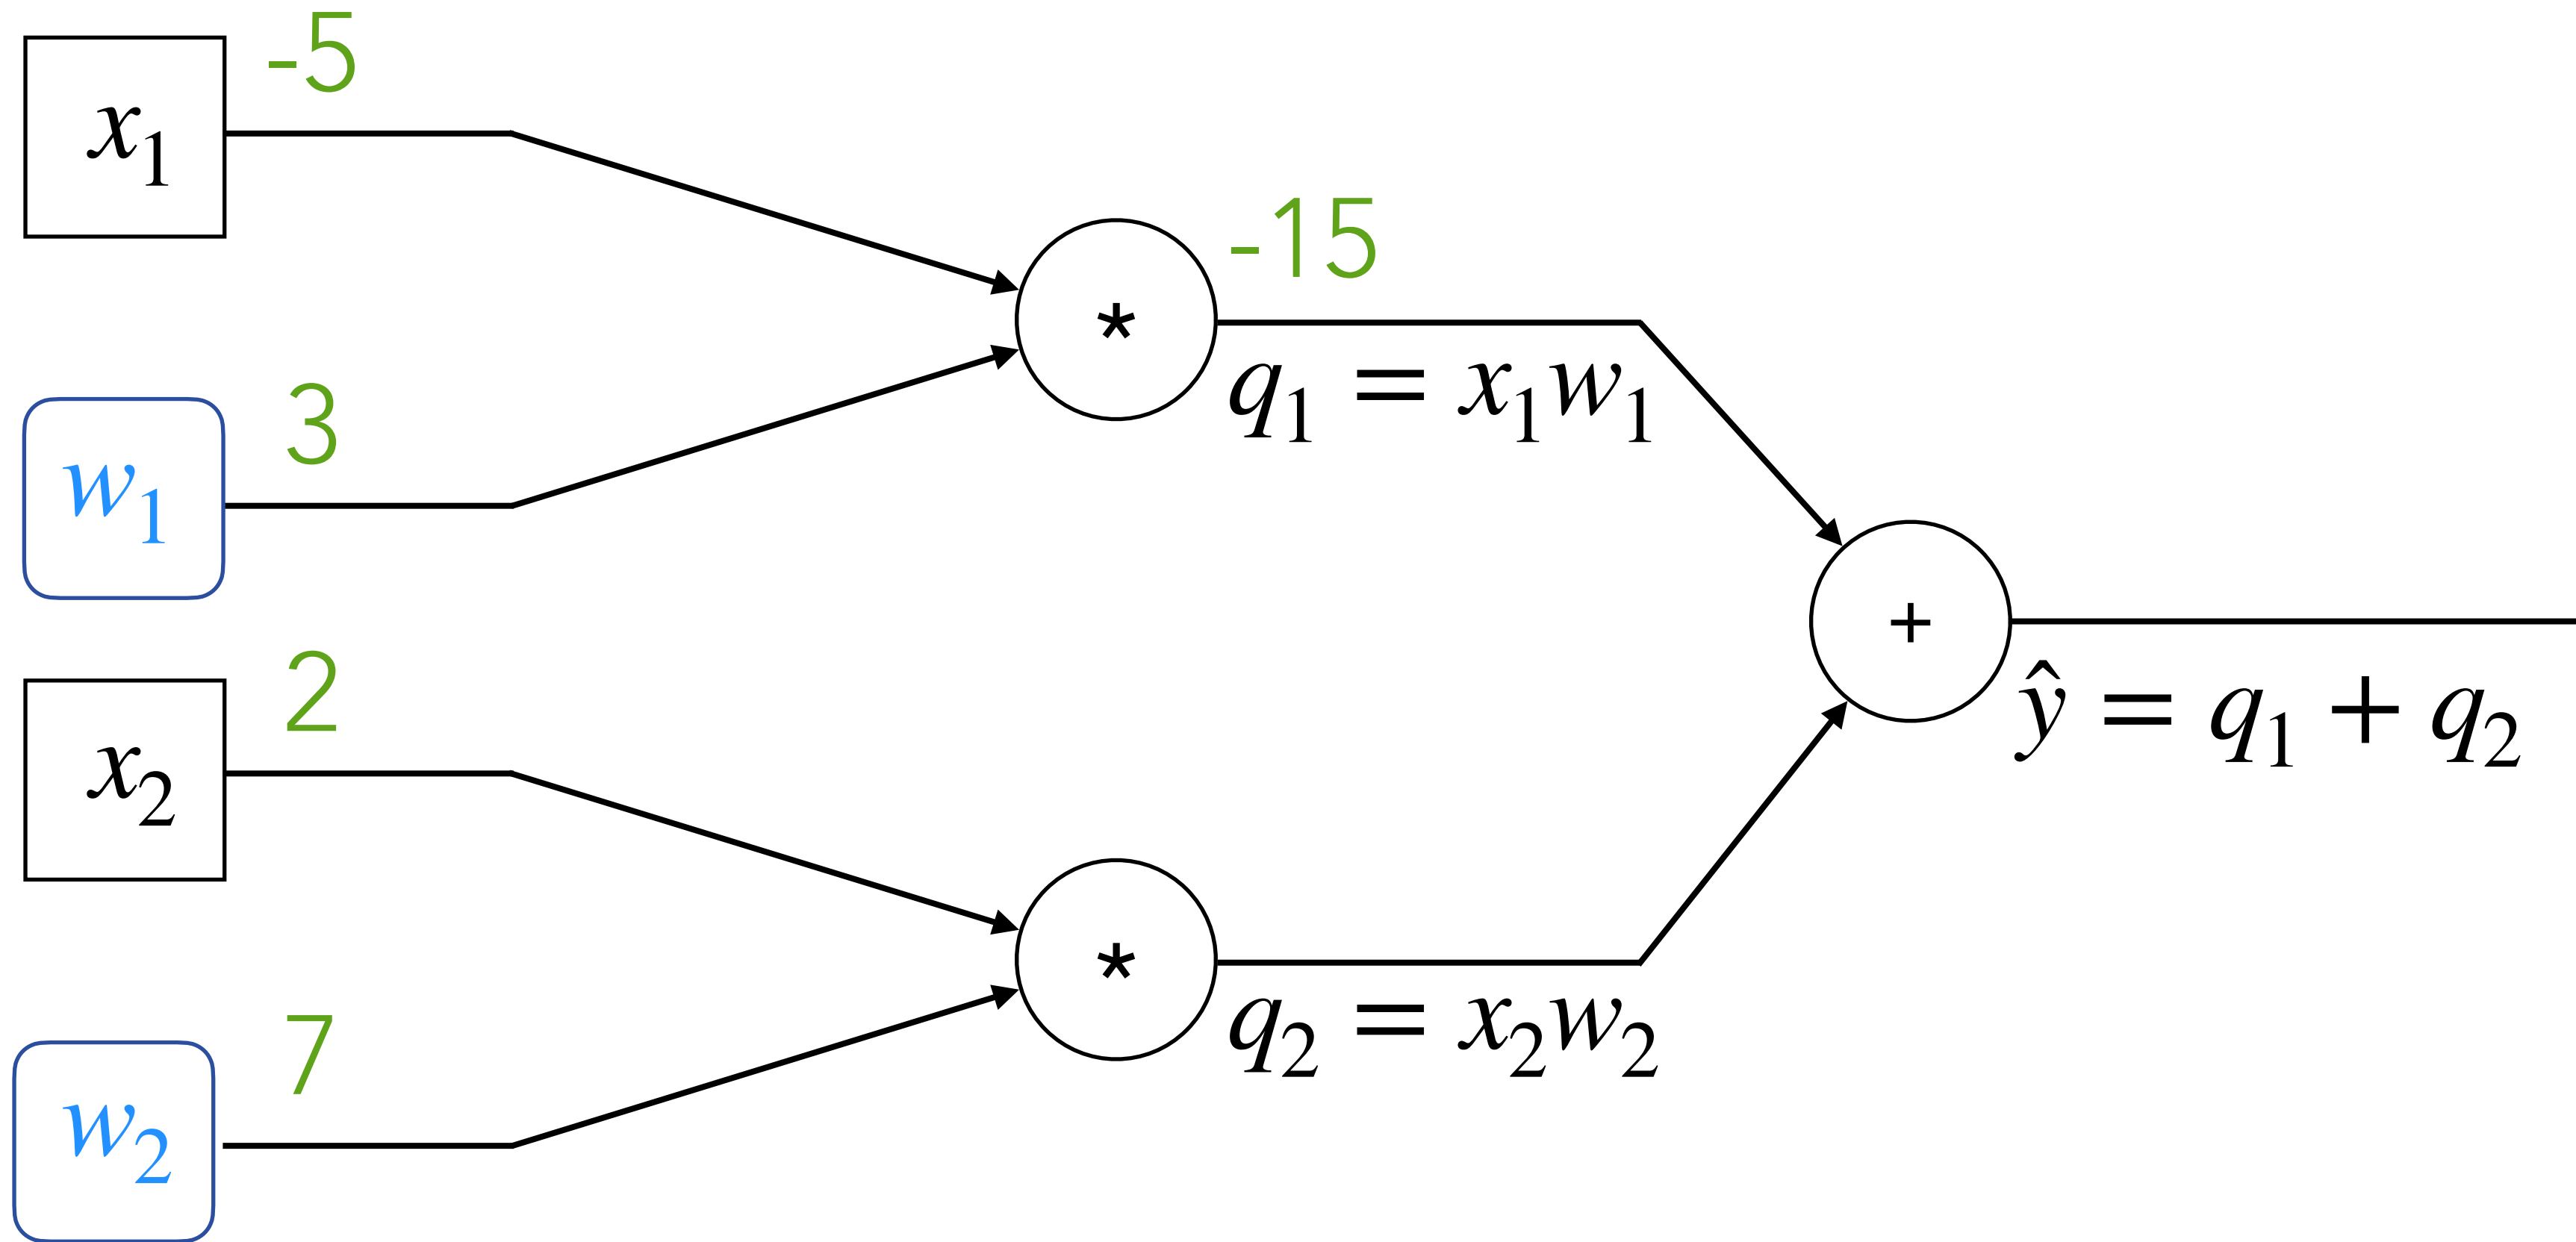 -5
x₁
-15
*
q₁ = x₁w₁
3
w₁
+
ŷ = q₁ + q₂
2
x₂
*
q₂ = x₂w₂
7
w₂